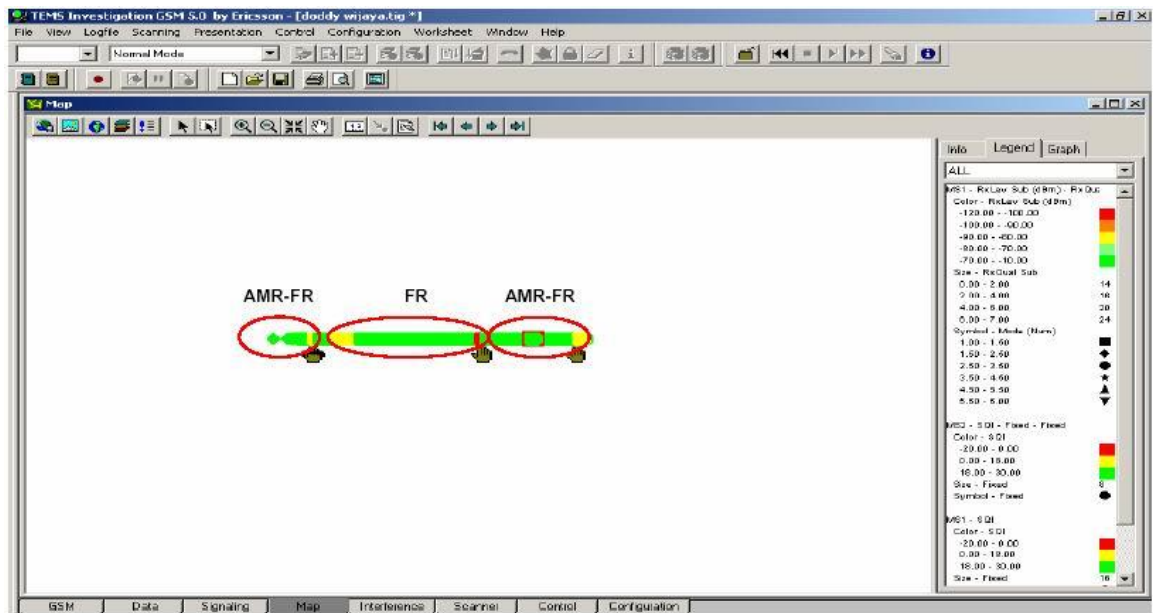 TEMS Investigation GSM 5.0 by Ericsson - [doddy wijaya.tig *]
File View Logfile Scanning Presentation Control Configuration Worksheet Window Help
Normal Mode
Map
Info Legend Graph
ALL
MS1 - RxLev Sub (dBm) - RxQua
Color - RxLev Sub (dBm)
-120.00 - -100.00
-100.00 - -90.00
-90.00 - -80.00
-80.00 - -70.00
-70.00 - -10.00
Size - RxQual Sub
0.00 - 2.00 14
2.00 - 4.00 16
4.00 - 6.00 20
6.00 - 7.00 24
Symbol - Mode (Num)
1.00 - 1.50
1.50 - 2.50
2.50 - 3.50
3.50 - 4.50
4.50 - 5.50
5.50 - 6.00
MS2 - SQI - Fixed - Fixed
Color - SQI
-20.00 - 0.00
0.00 - 18.00
18.00 - 30.00
Size - Fixed 8
Symbol - Fixed
MS1 - SQI
Color - SQI
-20.00 - 0.00
0.00 - 18.00
18.00 - 30.00
Size - Fixed 16
AMR-FR FR AMR-FR
GSM Data Signaling Map Interference Scanner Control Configuration